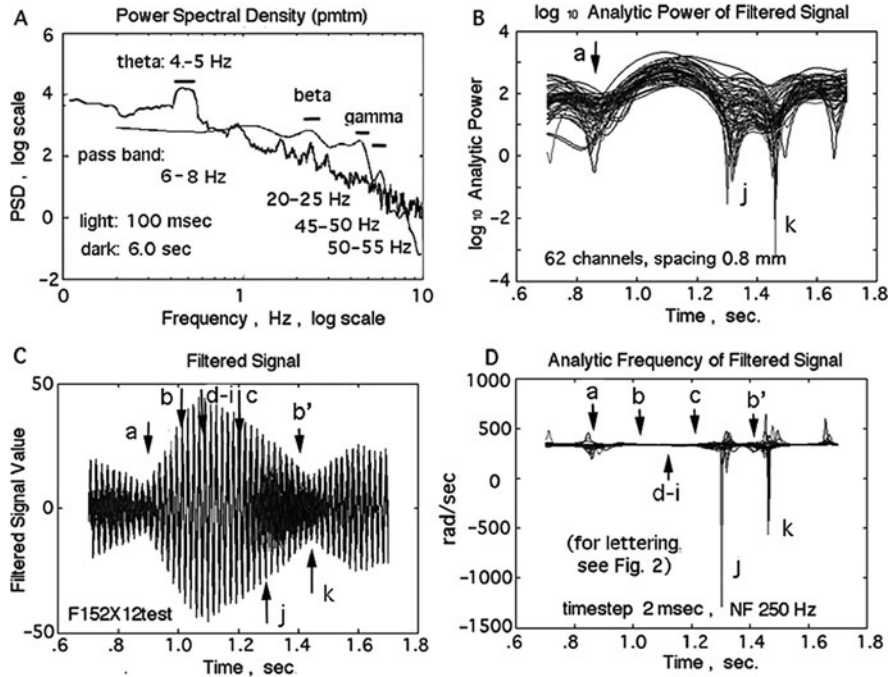 A
Power Spectral Density (pmtm)
6
4
2
0
−2
0
1
10
PSD , log scale
theta: 4.-5 Hz
beta
gamma
pass band:
6-8 Hz
20-25 Hz
45-50 Hz
50-55 Hz
light: 100 msec
dark: 6.0 sec
Frequency , Hz, log scale
B
log 10 Analytic Power of Filtered Signal
4
2
0
-2
-4
log10 Analytic Power
a
j
k
62 channels, spacing 0.8 mm
.6 .8 1.0 1.2 1.4 1.6 1.8
Time , sec.
C
Filtered Signal
50
0
-50
Filtered Signal Value
a
b
d-i
c
b'
j
k
F152X12test
.6 .8 1.0 1.2 1.4 1.6 1.8
Time , sec.
D
Analytic Frequency of Filtered Signal
1000
500
0
-500
-1000
-1500
rad/sec
a
b
c
b'
d-i
k
J
(for lettering
see Fig. 2)
timestep 2 msec , NF 250 Hz
.6 .8 1.0 1.2 1.4 1.6 1.8
Time , sec.